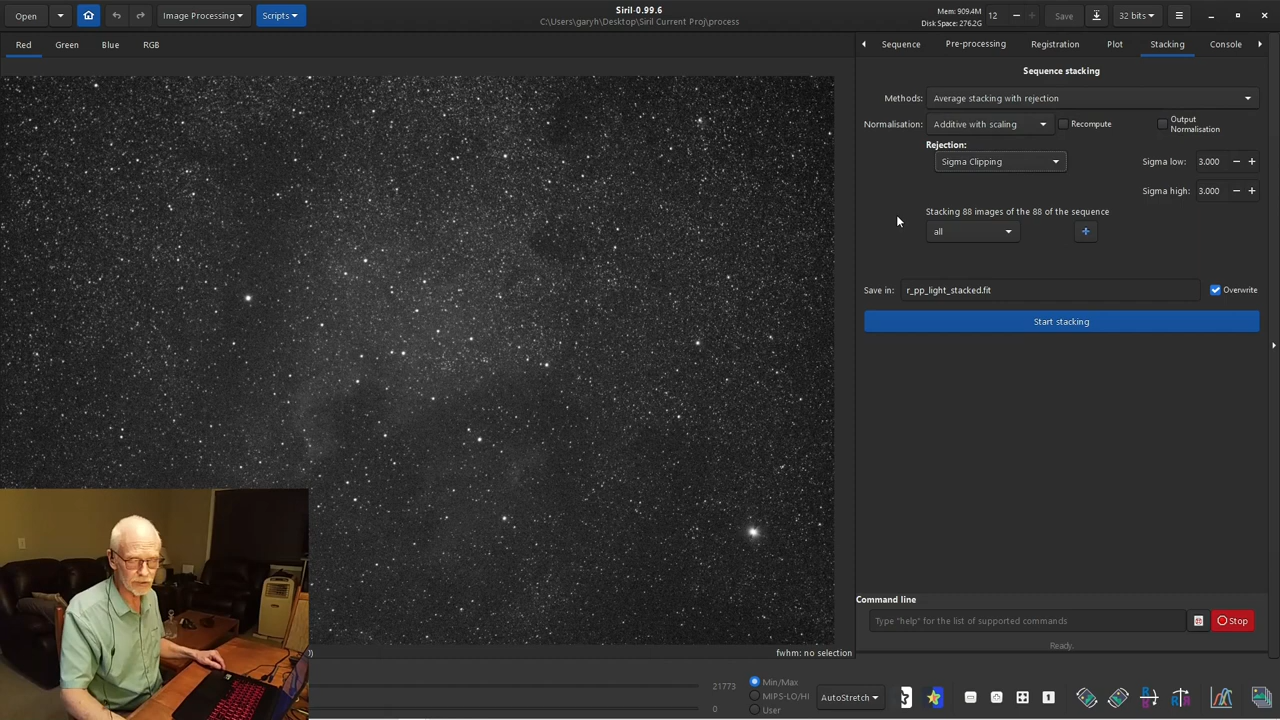 Open
Image Processing
Scripts
Siril-0.99.6
C:\Users\garyh\Desktop\Siril Current Proj\process
Mem: 909.4M
Disk Space: 276.2G
12
Save
32 bits
Red
Green
Blue
RGB
Sequence
Pre-processing
Registration
Plot
Stacking
Console
Sequence stacking
Methods:
Average stacking with rejection
Normalisation:
Additive with scaling
Recompute
Output
Normalisation
Rejection:
Sigma Clipping
Sigma low:
3.000
Sigma high:
3.000
Stacking 88 images of the 88 of the sequence
all
Save in:
r_pp_light_stacked.fit
Overwrite
Start stacking
Command line
Type "help" for the list of supported commands
Stop
Ready.
fwhm: no selection
21773
0
Min/Max
MIPS-LO/HI
User
AutoStretch